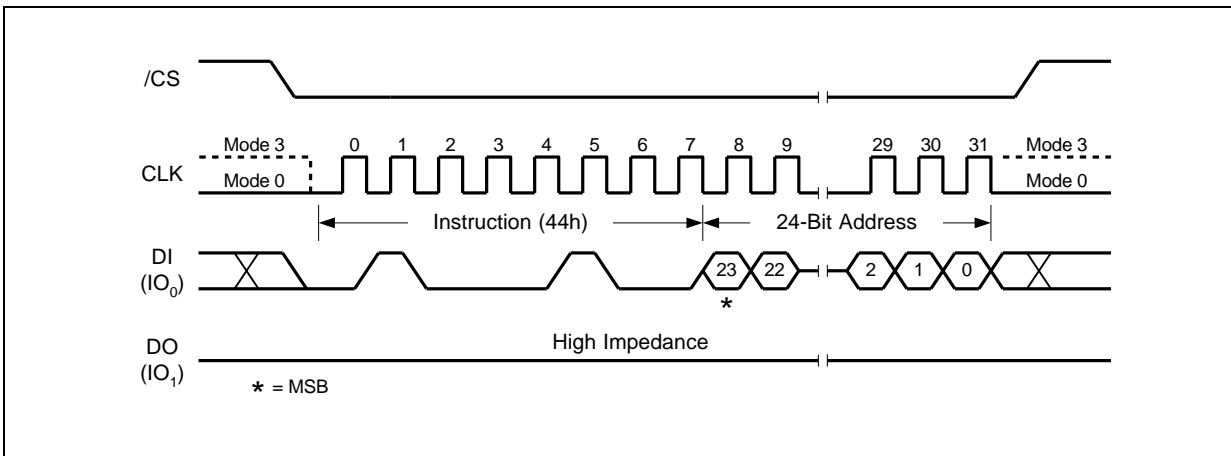 /CS
Mode 3 0 1 2 3 4 5 6 7 8 9 29 30 31 Mode 3
CLK
Mode 0 Mode 0
Instruction (44h) 24-Bit Address
DI
(IO0)
23 22 2 1 0
*
High Impedance
DO
(IO1)
* = MSB